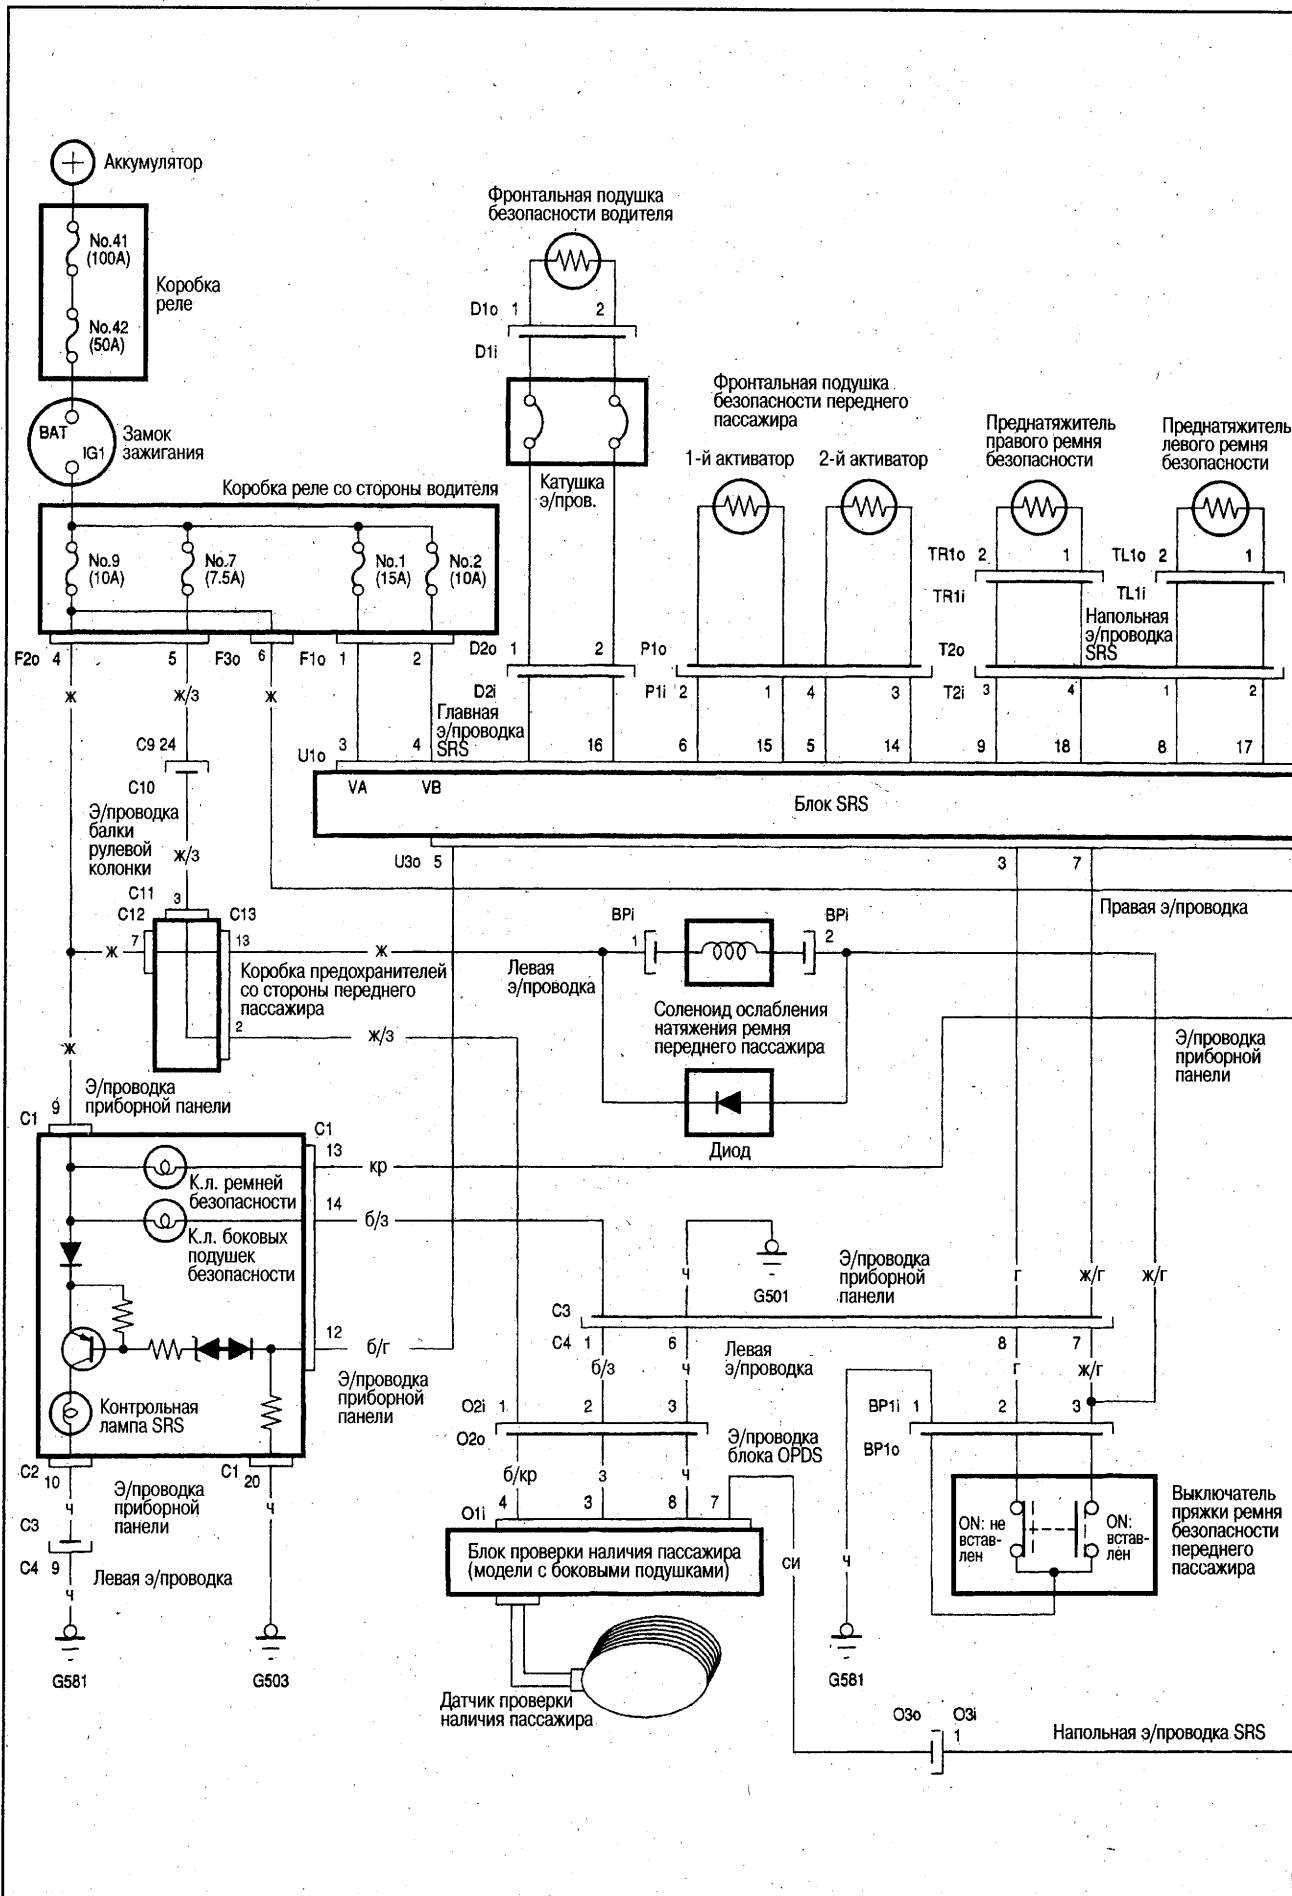 Аккумулятор
No.41
(100A)
No.42
(50A)
Коробка
реле
Фронтальная подушка
безопасности водителя
D1o 1 2
D1i
BAT
IG1
Замок
зажигания
Катушка
э/пров.
Фронтальная подушка
безопасности переднего
пассажира
1-й активатор 2-й активатор
Преднатяжитель
правого ремня
безопасности
Преднатяжитель
левого ремня
безопасности
Коробка реле со стороны водителя
No.9
(10A)
No.7
(7.5A)
No.1
(15A)
No.2
(10A)
TR1o 2 1
TR1i
TL1o 2 1
TL1i
Напольная
э/проводка
SRS
F2o 4 5 F3o 6 F1o 1 2
D2o 1 2
D2i
P1o
P1i 2 1 4 3
T2o
T2i 3 4 1 2
ж ж/з ж
Главная
э/проводка
SRS
C9 24
C10
U1o 3 4 16 6 15 5 14 9 18 8 17
VA VB
Блок SRS
Э/проводка
балки
рулевой
колонки
ж/з
U3o 5 3 7
C11 3
C12 C13
7 13
ж ж
Коробка предохранителей
со стороны переднего
пассажира
2
ж/з
Левая
э/проводка
BPi BPi
1 2
Соленоид ослабления
натяжения ремня
переднего пассажира
Диод
Правая э/проводка
Э/проводка
приборной
панели
ж
Э/проводка
приборной панели
C1 9
C1
13
кр
К.л. ремней
безопасности
14
б/з
К.л. боковых
подушек
безопасности
12
б/г
Э/проводка
приборной
панели
Контрольная
лампа SRS
ч
G501
Э/проводка
приборной
панели
г ж/г ж/г
C3
C4 1 6 8 7
Левая
э/проводка
б/з ч г ж/г
O2i 1 2 3
O2o
Э/проводка
блока OPDS
BP1i 1 2 3
BP1o
б/кр з ч
O1i 4 3 8 7
Блок проверки наличия пассажира
(модели с боковыми подушками)
ON: не
встав-
лен
ON:
встав-
лен
Выключатель
пряжки ремня
безопасности
переднего
пассажира
C2 10
C1 20
Э/проводка
приборной
панели
ч ч
C3
C4 9
Левая э/проводка
ч
си
ч
G581
G503
Датчик проверки
наличия пассажира
G581
O3o O3i
1
Напольная э/проводка SRS